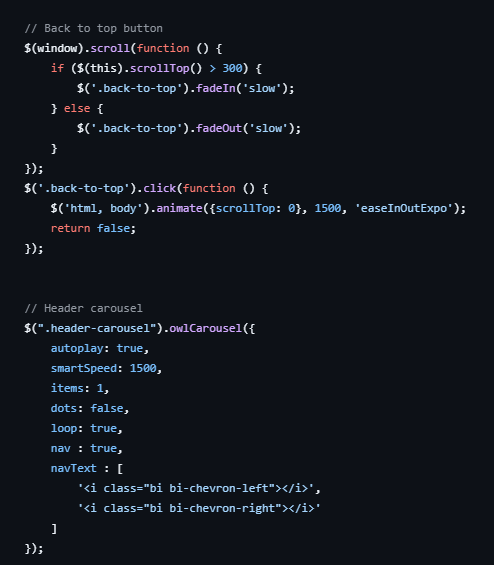 // Back to top button
$(window).scroll(function () {
    if ($(this).scrollTop() > 300) {
        $('.back-to-top').fadeIn('slow');
    } else {
        $('.back-to-top').fadeOut('slow');
    }
});
$('.back-to-top').click(function () {
    $('html, body').animate({scrollTop: 0}, 1500, 'easeInOutExpo');
    return false;
});


// Header carousel
$(".header-carousel").owlCarousel({
    autoplay: true,
    smartSpeed: 1500,
    items: 1,
    dots: false,
    loop: true,
    nav : true,
    navText : [
        '<i class="bi bi-chevron-left"></i>',
        '<i class="bi bi-chevron-right"></i>'
    ]
});